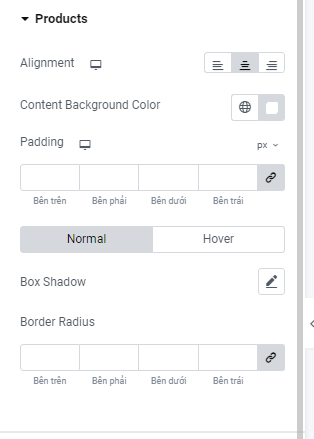 Products
Alignment
Content Background Color
Padding
px
Bên trên Bên phải Bên dưới Bên trái
Normal Hover
Box Shadow
Border Radius
Bên trên Bên phải Bên dưới Bên trái